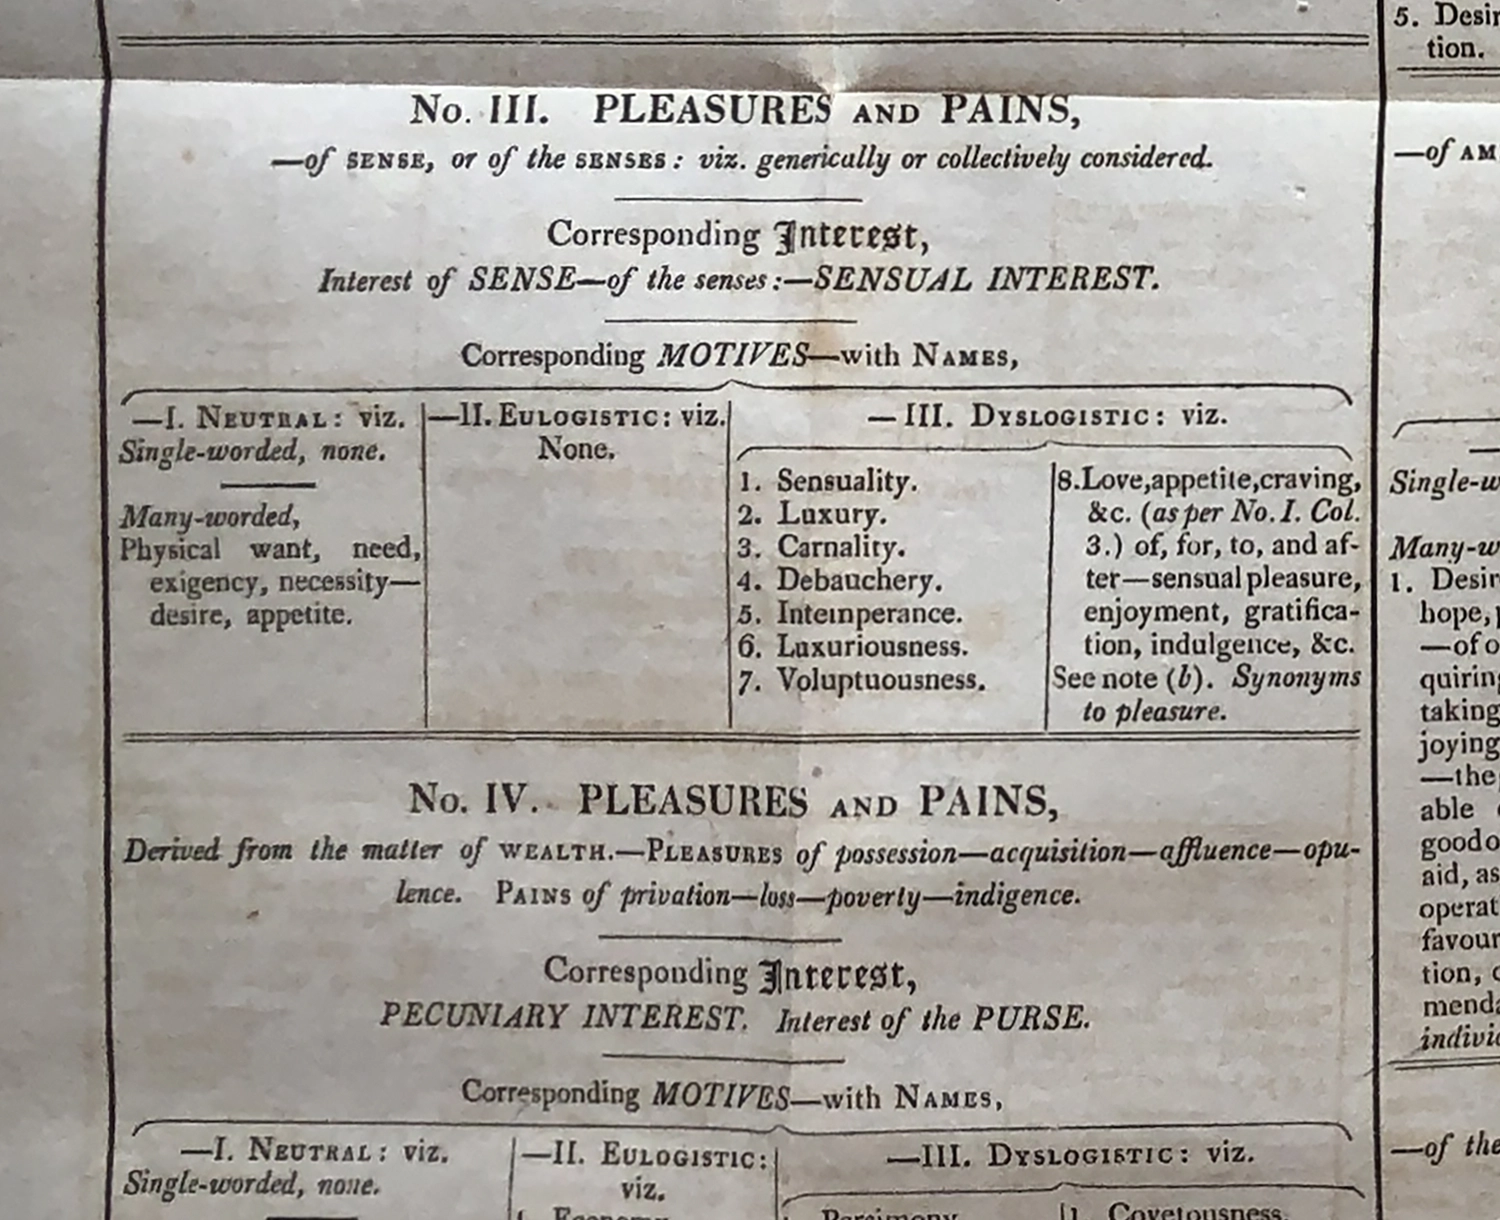 No. III. PLEASURES AND PAINS,
—of SENSE, or of the SENSES: viz. generically or collectively considered.
Corresponding Interest,
Interest of SENSE—of the senses:—SENSUAL INTEREST.
Corresponding MOTIVES—with NAMES,
—I. NEUTRAL: viz.
Single-worded, none.
Many-worded,
Physical want, need,
exigency, necessity—
desire, appetite.
—II. EULOGISTIC: viz.
None.
—III. DYSLOGISTIC: viz.
1. Sensuality.
2. Luxury.
3. Carnality.
4. Debauchery.
5. Intemperance.
6. Luxuriousness.
7. Voluptuousness.
8. Love, appetite, craving,
&c. (as per No. I. Col.
3.) of, for, to, and af-
ter—sensual pleasure,
enjoyment, gratifica-
tion, indulgence, &c.
See note (b). Synonyms
to pleasure.
No. IV. PLEASURES AND PAINS,
Derived from the matter of WEALTH.—PLEASURES of possession—acquisition—affluence—opu-
lence. PAINS of privation—loss—poverty—indigence.
Corresponding Interest,
PECUNIARY INTEREST. Interest of the PURSE.
Corresponding MOTIVES—with NAMES,
—I. NEUTRAL: viz.
Single-worded, none.
—II. EULOGISTIC:
viz.
Economy
—III. DYSLOGISTIC: viz.
Parsimony
1. Covetousness.
5. Desir
tion.
—of AM
Single-w
Many-w
1. Desir
hope, p
—of o
quiring
taking
joying
—the
able
good o
aid, as
operat
favour
tion,
menda
individ
—of the